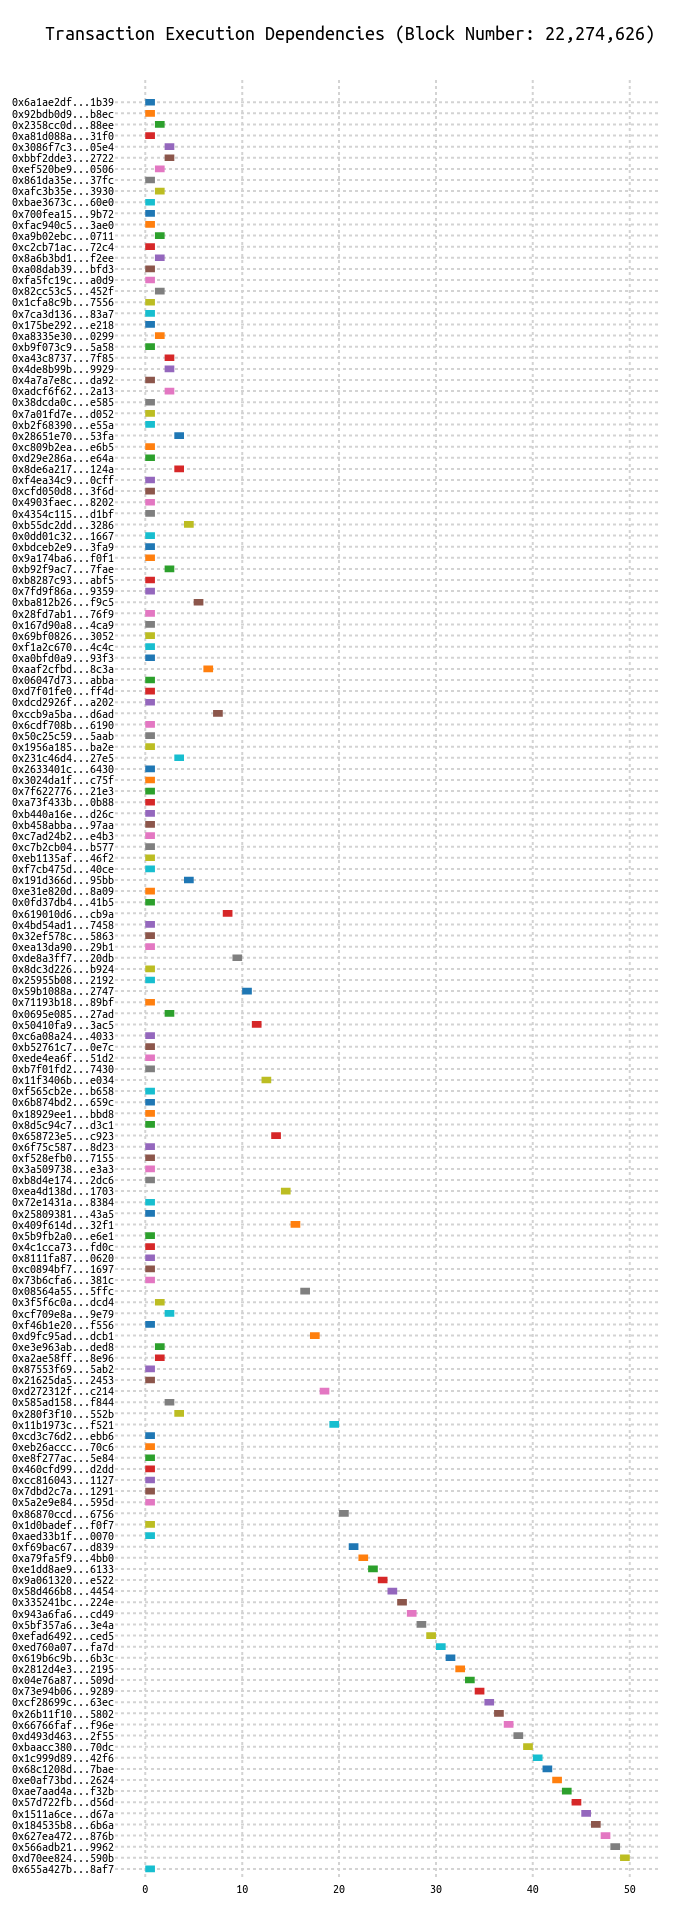 Transaction Execution Dependencies (Block Number: 22,274,626)
0x6a1ae2df...1b39
0x92bdb0d9...b8ec
0x2358cc0d...88ee
0xa81d088a...31f0
0x3086f7c3...05e4
0xbbf2dde3...2722
0xef520be9...0506
0x861da35e...37fc
0xafc3b35e...3930
0xbae3673c...60e0
0x700fea15...9b72
0xfac940c5...3ae0
0xa9b02ebc...0711
0xc2cb71ac...72c4
0x8a6b3bd1...f2ee
0xa08dab39...bfd3
0xfa5fc19c...a0d9
0x82cc53c5...452f
0x1cfa8c9b...7556
0x7ca3d136...83a7
0x175be292...e218
0xa8335e30...0299
0xb9f073c9...5a58
0xa43c8737...7f85
0x4de8b99b...9929
0x4a7a7e8c...da92
0xadcf6f62...2a13
0x38dcda0c...e585
0x7a01fd7e...d052
0xb2f68390...e55a
0x28651e70...53fa
0xc809b2ea...e6b5
0xd29e286a...e64a
0x8de6a217...124a
0xf4ea34c9...0cff
0xcfd050d8...3f6d
0x4903faec...8202
0x4354c115...d1bf
0xb55dc2dd...3286
0x0dd01c32...1667
0xbdceb2e9...3fa9
0x9a174ba6...f0f1
0xb92f9ac7...7fae
0xb8287c93...abf5
0x7fd9f86a...9359
0xba812b26...f9c5
0x28fd7ab1...76f9
0x167d90a8...4ca9
0x69bf0826...3052
0xf1a2c670...4c4c
0xa0bfd0a9...93f3
0xaaf2cfbd...8c3a
0x06047d73...abba
0xd7f01fe0...ff4d
0xdcd2926f...a202
0xccb9a5ba...d6ad
0x6cdf708b...6190
0x50c25c59...5aab
0x1956a185...ba2e
0x231c46d4...27e5
0x2633401c...6430
0x3024da1f...c75f
0x7f622776...21e3
0xa73f433b...0b88
0xb440a16e...d26c
0xb458abba...97aa
0xc7ad24b2...e4b3
0xc7b2cb04...b577
0xeb1135af...46f2
0xf7cb475d...40ce
0x191d366d...95bb
0xe31e820d...8a09
0x0fd37db4...41b5
0x619010d6...cb9a
0x4bd54ad1...7458
0x32ef578c...5863
0xea13da90...29b1
0xde8a3ff7...20db
0x8dc3d226...b924
0x25955b08...2192
0x59b1088a...2747
0x71193b18...89bf
0x0695e085...27ad
0x50410fa9...3ac5
0xc6a08a24...4033
0xb52761c7...0e7c
0xede4ea6f...51d2
0xb7f01fd2...7430
0x11f3406b...e034
0xf565cb2e...b658
0x6b874bd2...659c
0x18929ee1...bbd8
0x8d5c94c7...d3c1
0x658723e5...c923
0x6f75c587...8d23
0xf528efb0...7155
0x3a509738...e3a3
0xb8d4e174...2dc6
0xea4d138d...1703
0x72e1431a...8384
0x25809381...43a5
0x409f614d...32f1
0x5b9fb2a0...e6e1
0x4c1cca73...fd0c
0x8111fa87...0620
0xc0894bf7...1697
0x73b6cfa6...381c
0x08564a55...5ffc
0x3f5f6c0a...dcd4
0xcf709e8a...9e79
0xf46b1e20...f556
0xd9fc95ad...dcb1
0xe3e963ab...ded8
0xa2ae58ff...8e96
0x87553f69...5ab2
0x21625da5...2453
0xd272312f...c214
0x585ad158...f844
0x280f3f10...552b
0x11b1973c...f521
0xcd3c76d2...ebb6
0xeb26accc...70c6
0xe8f277ac...5e84
0x460cfd99...d2dd
0xcc816043...1127
0x7dbd2c7a...1291
0x5a2e9e84...595d
0x86870ccd...6756
0x1d0badef...f0f7
0xaed33b1f...0070
0xf69bac67...d839
0xa79fa5f9...4bb0
0xe1dd8ae9...6133
0x9a061320...e522
0x58d466b8...4454
0x335241bc...224e
0x943a6fa6...cd49
0x5bf357a6...3e4a
0xefad6492...ced5
0xed760a07...fa7d
0x619b6c9b...6b3c
0x2812d4e3...2195
0x04e76a87...509d
0x73e94b06...9289
0xcf28699c...63ec
0x26b11f10...5802
0x66766faf...f96e
0xd493d463...2f55
0xbaacc380...70dc
0x1c999d89...42f6
0x68c1208d...7bae
0xe0af73bd...2624
0xae7aad4a...f32b
0x57d722fb...d56d
0x1511a6ce...d67a
0x184535b8...6b6a
0x627ea472...876b
0x566adb21...9962
0xd70ee824...590b
0x655a427b...8af7
0 10 20 30 40 50